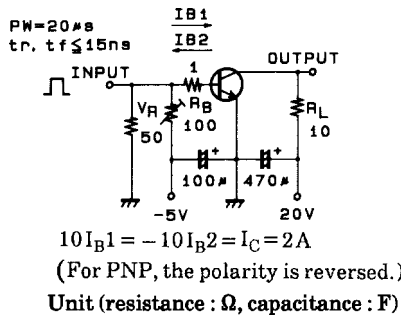 PW=20μs
tr, tf≦15ns
IB1
IB2
INPUT
OUTPUT
1
RB
VR
50
100
RL
10
+
+
100μ
470μ
-5V
20V
10IB1=-10IB2=IC=2A
(For PNP, the polarity is reversed.)
Unit (resistance : Ω, capacitance : F)